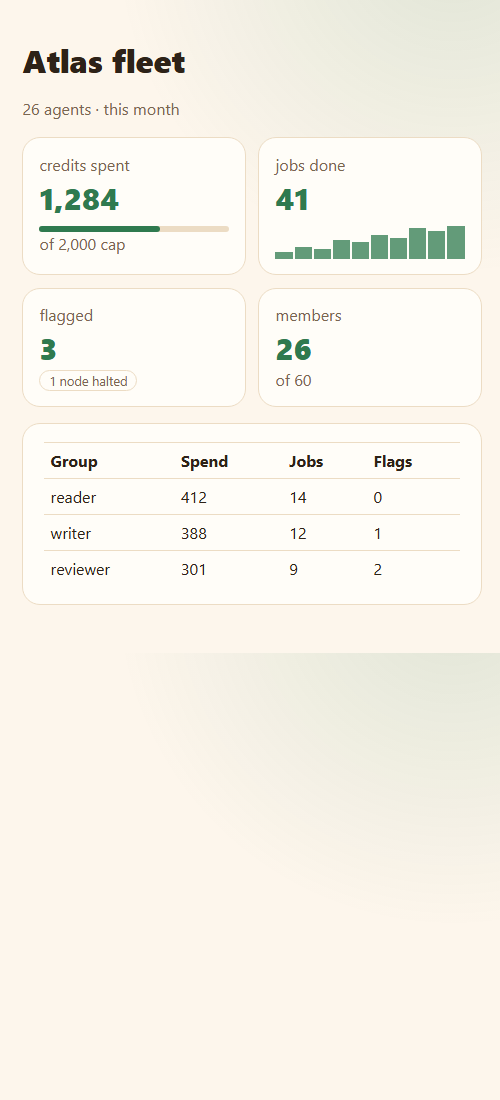 Atlas fleet
26 agents · this month
credits spent
1,284
of 2,000 cap
jobs done
41
flagged
3
1 node halted
members
26
of 60
Group Spend Jobs Flags
reader 412 14 0
writer 388 12 1
reviewer 301 9 2